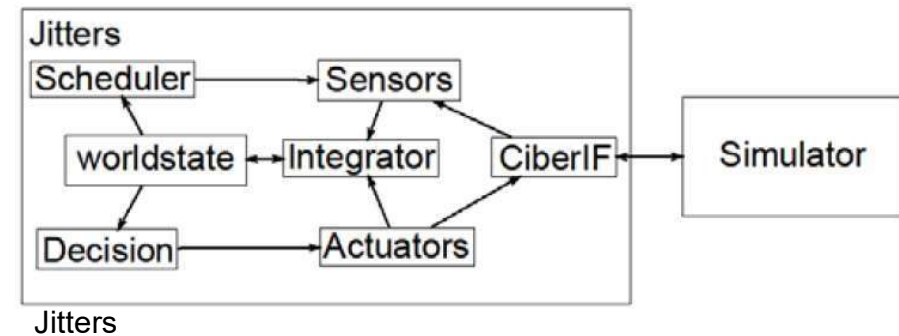 Jitters
Scheduler
Sensors
worldstate
Integrator
CiberIF
Simulator
Decision
Actuators
Jitters